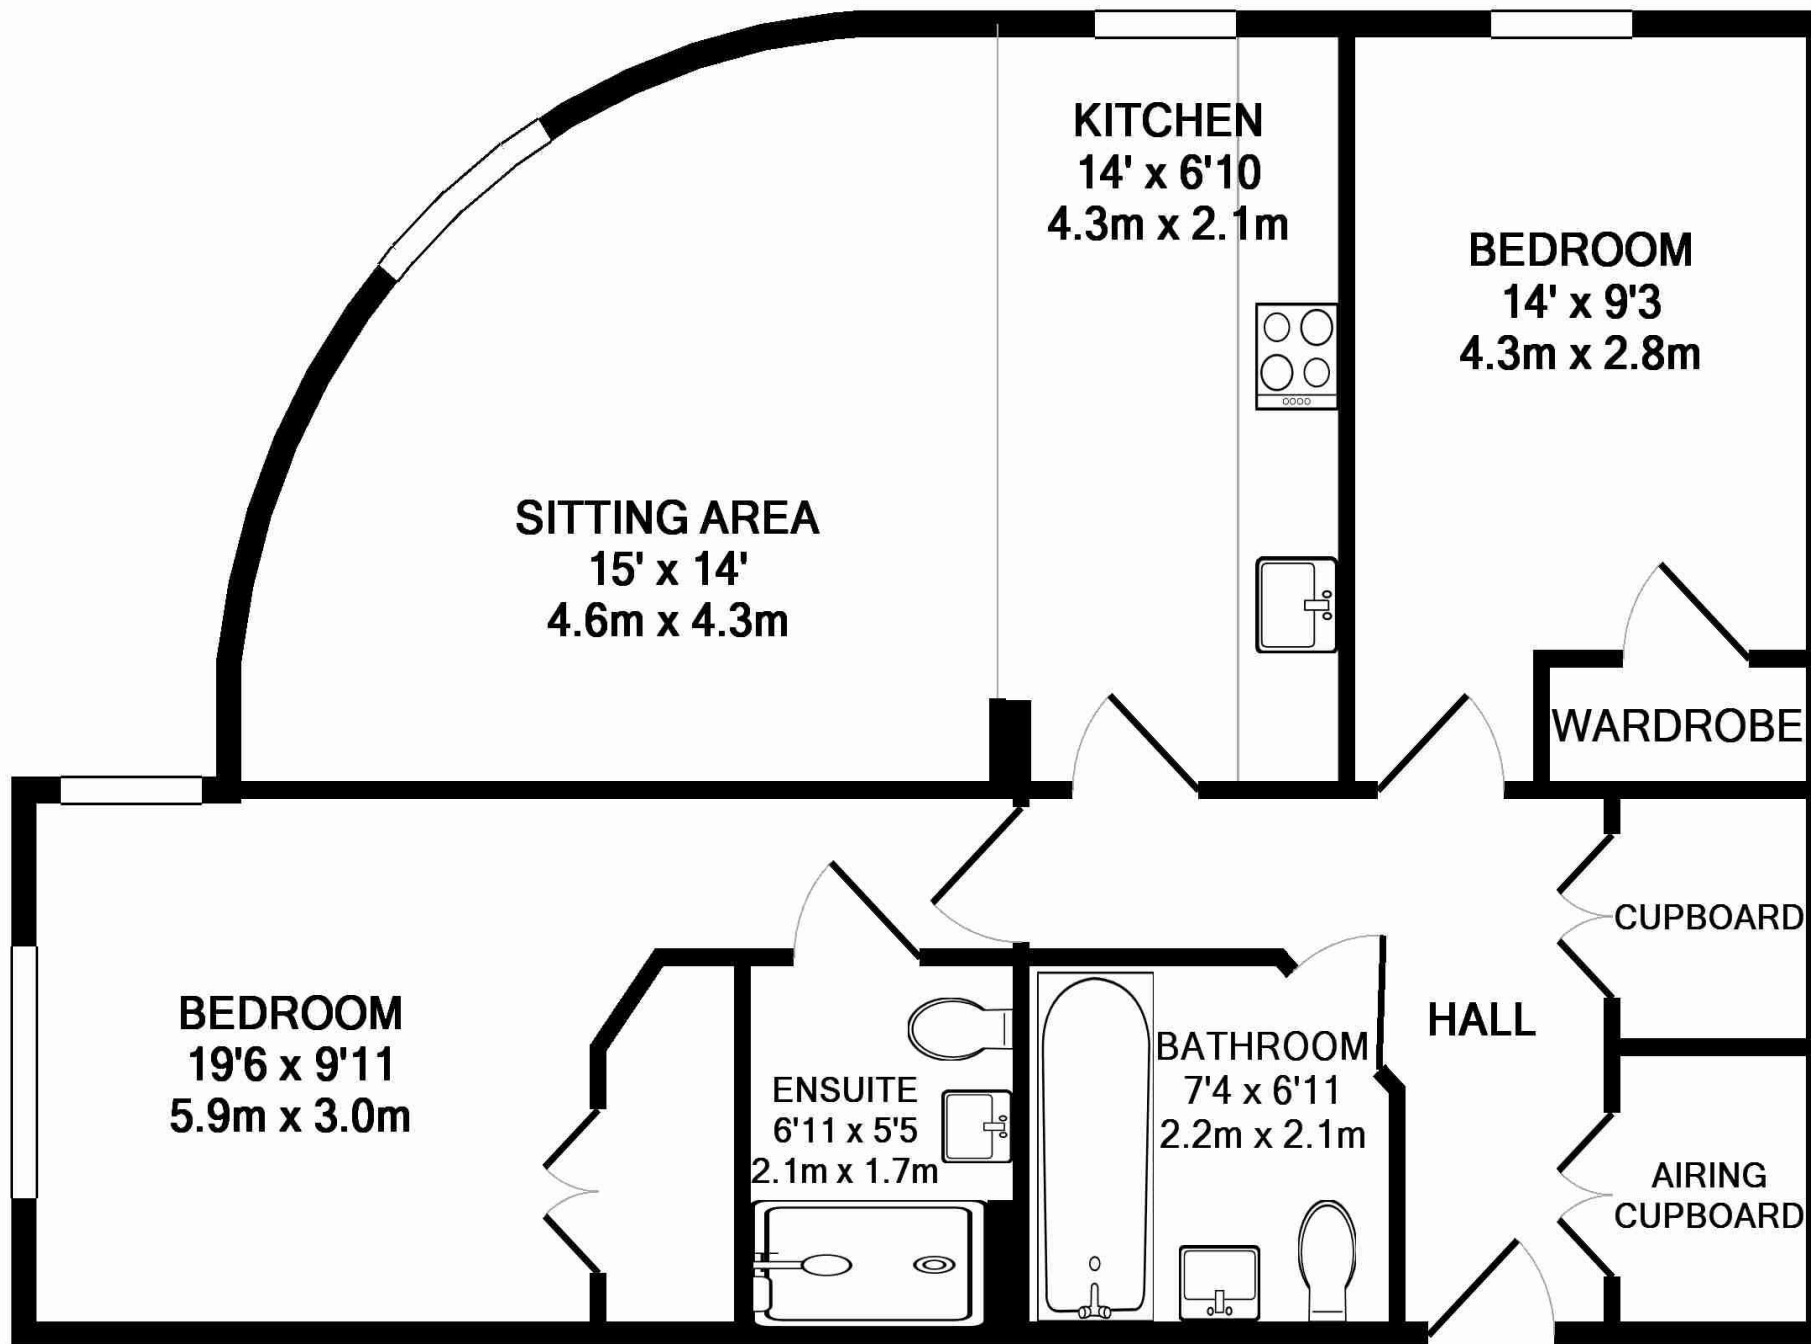 KITCHEN
14' x 6'10
4.3m x 2.1m
BEDROOM
14' x 9'3
4.3m x 2.8m
SITTING AREA
15' x 14'
4.6m x 4.3m
WARDROBE
CUPBOARD
BEDROOM
19'6 x 9'11
5.9m x 3.0m
ENSUITE
6'11 x 5'5
2.1m x 1.7m
BATHROOM
7'4 x 6'11
2.2m x 2.1m
HALL
AIRING
CUPBOARD